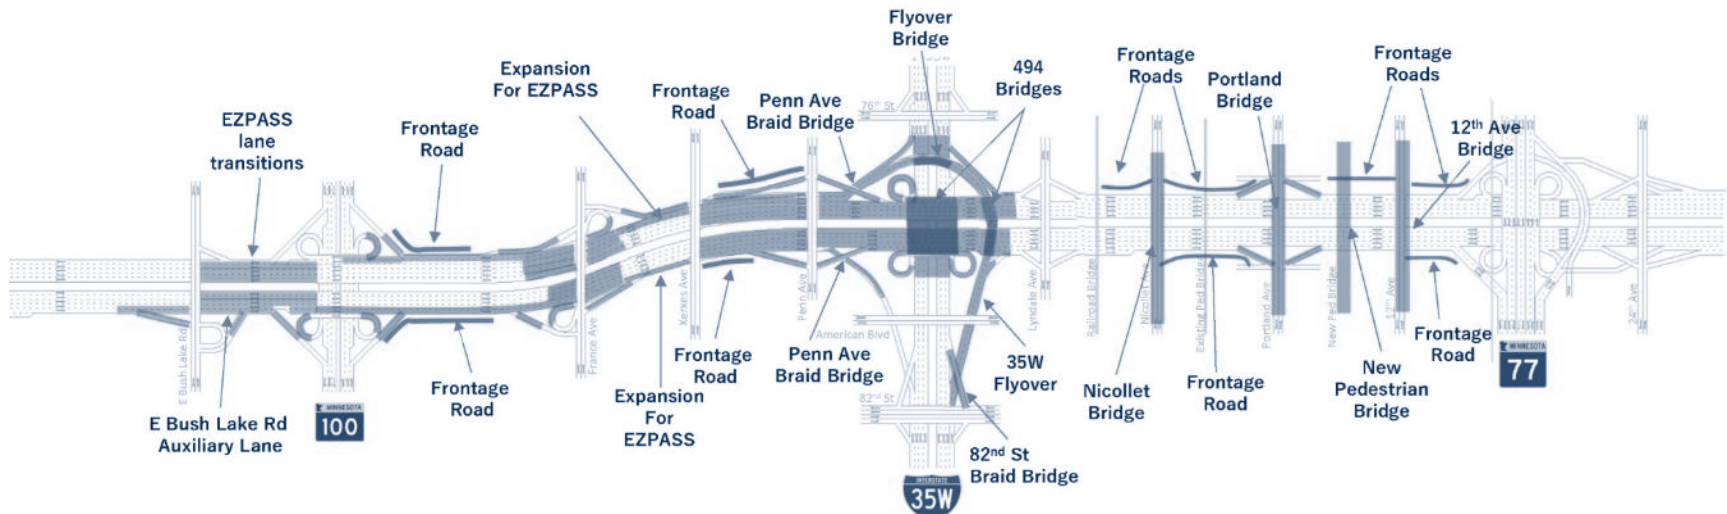 Flyover
Bridge
494
Bridges
Frontage
Roads
Portland
Bridge
Frontage
Roads
Expansion
For EZPASS
Frontage
Road
Penn Ave
Braid Bridge
76th St
EZPASS
lane
transitions
Frontage
Road
12th Ave
Bridge
E Bush Lake Rd
France Ave
Xerxes Ave
Penn Ave
American Blvd
Lyndale Ave
Railroad Bridge
Nicollet Ave
Existing Ped Bridge
Portland Ave
New Ped Bridge
12th Ave
24th Ave
Frontage
Road
Penn Ave
Braid Bridge
35W
Flyover
Frontage
Road
MINNESOTA
77
Frontage
Road
Expansion
For
EZPASS
82nd St
Nicollet
Bridge
Frontage
Road
New
Pedestrian
Bridge
E Bush Lake Rd
Auxiliary Lane
MINNESOTA
100
82nd St
Braid Bridge
INTERSTATE
35W